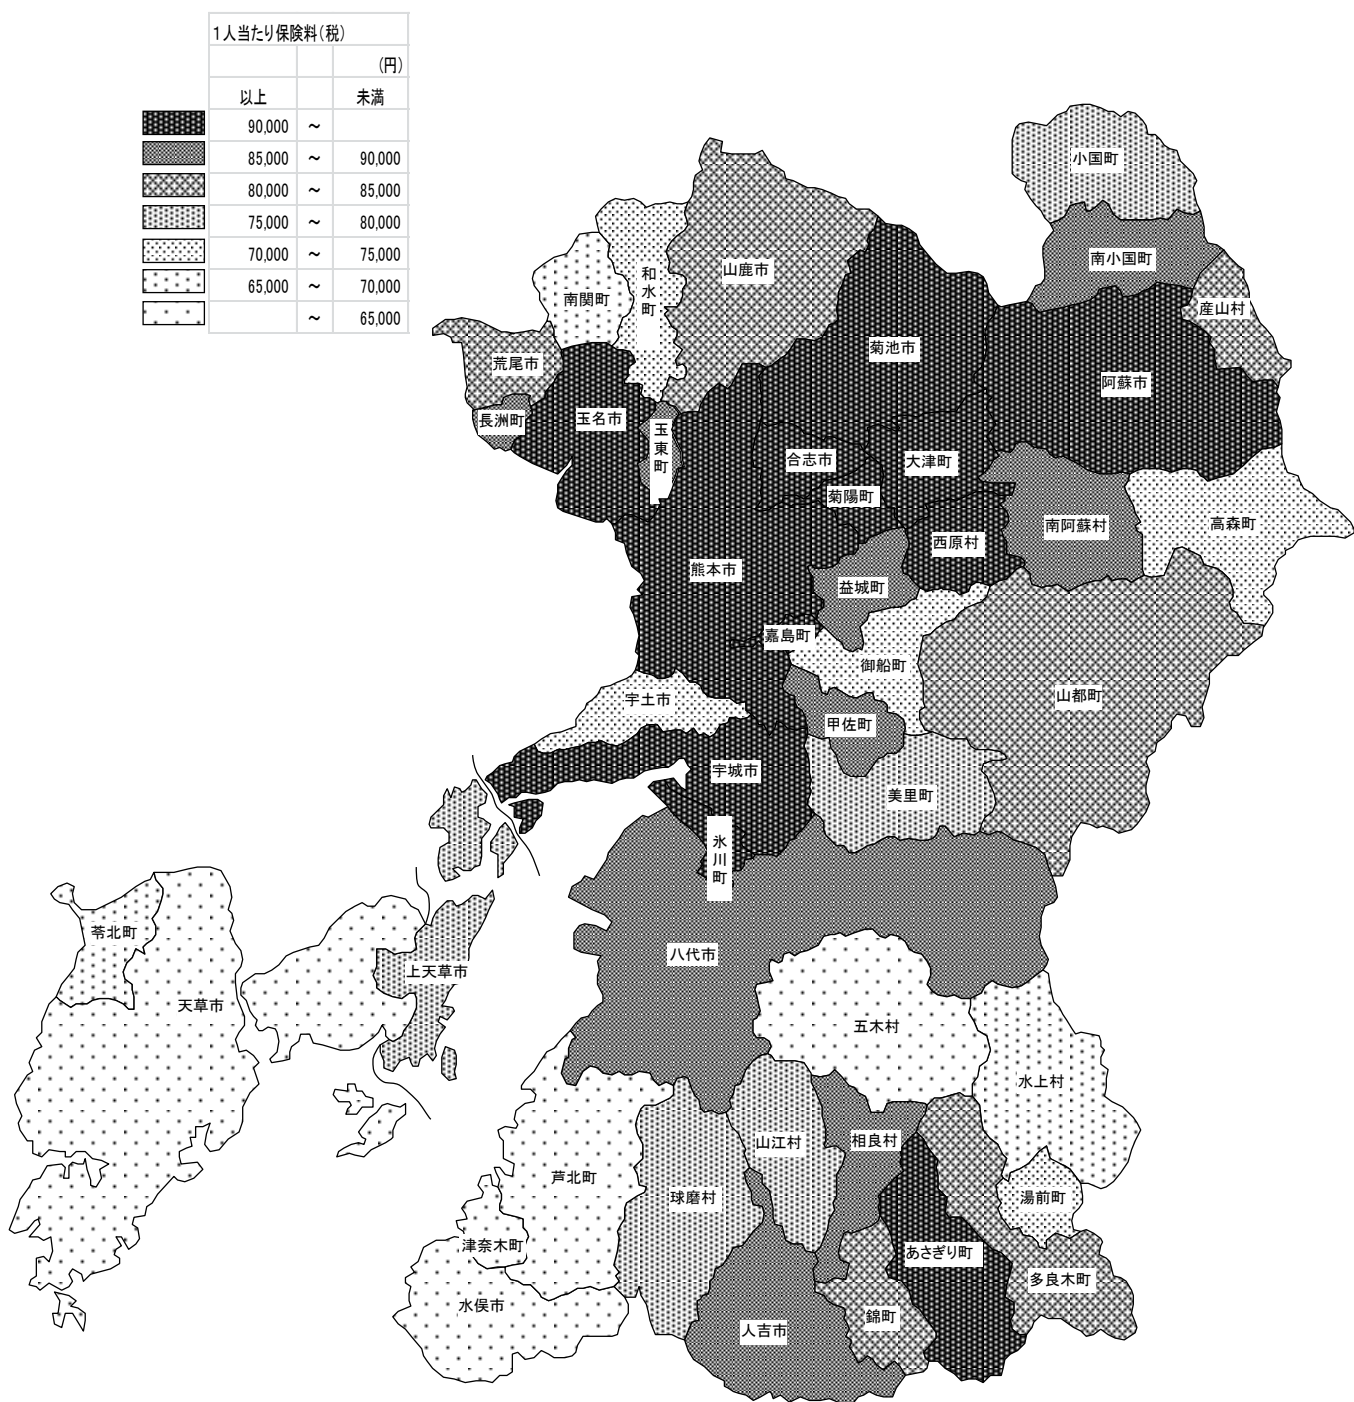 1人当たり保険料(税)
(円)
以上 未満
90,000 ～
85,000 ～ 90,000
80,000 ～ 85,000
75,000 ～ 80,000
70,000 ～ 75,000
65,000 ～ 70,000
～ 65,000
小国町
南小国町
産山村
山鹿市
和水町
南関町
菊池市
阿蘇市
荒尾市
長洲町
玉名市
玉東町
合志市
大津町
菊陽町
西原村
南阿蘇村
高森町
熊本市
益城町
嘉島町
御船町
山都町
宇土市
甲佐町
宇城市
美里町
氷川町
八代市
苓北町
天草市
上天草市
五木村
水上村
山江村
相良村
芦北町
球磨村
湯前町
津奈木町
あさぎり町
多良木町
水俣市
人吉市
錦町